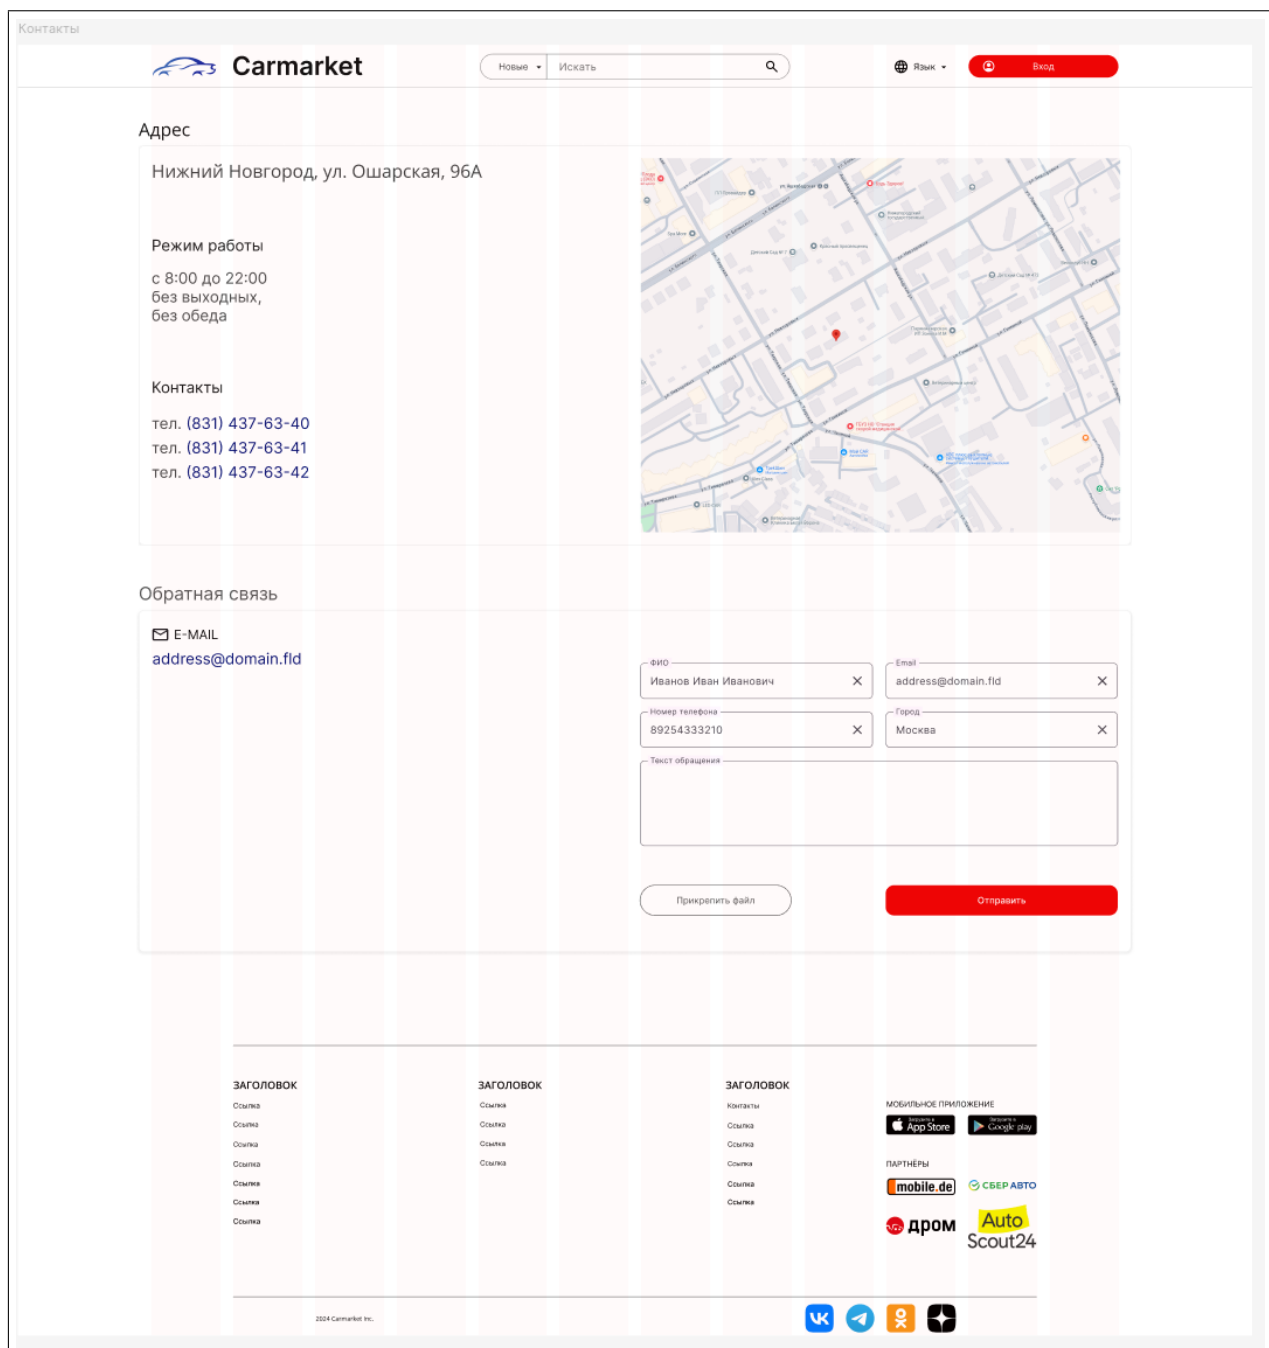 Контакты
Carmarket
Новые
Искать
Язык
Вход
Адрес
Нижний Новгород, ул. Ошарская, 96А
Режим работы
с 8:00 до 22:00
без выходных,
без обеда
Контакты
тел. (831) 437-63-40
тел. (831) 437-63-41
тел. (831) 437-63-42
Обратная связь
E-MAIL
address@domain.fld
ФИО
Иванов Иван Иванович
Email
address@domain.fld
Номер телефона
89254333210
Город
Москва
Текст обращения
Прикрепить файл
Отправить
ЗАГОЛОВОК
Ссылка
Ссылка
Ссылка
Ссылка
Ссылка
Ссылка
Ссылка
ЗАГОЛОВОК
Ссылка
Ссылка
Ссылка
Ссылка
ЗАГОЛОВОК
Контакты
Ссылка
Ссылка
Ссылка
Ссылка
Ссылка
МОБИЛЬНОЕ ПРИЛОЖЕНИЕ
Загрузите в
App Store
Загрузите в
Google play
ПАРТНЁРЫ
mobile.de
СБЕР АВТО
дром
Auto
Scout24
2024 Carmarket Inc.